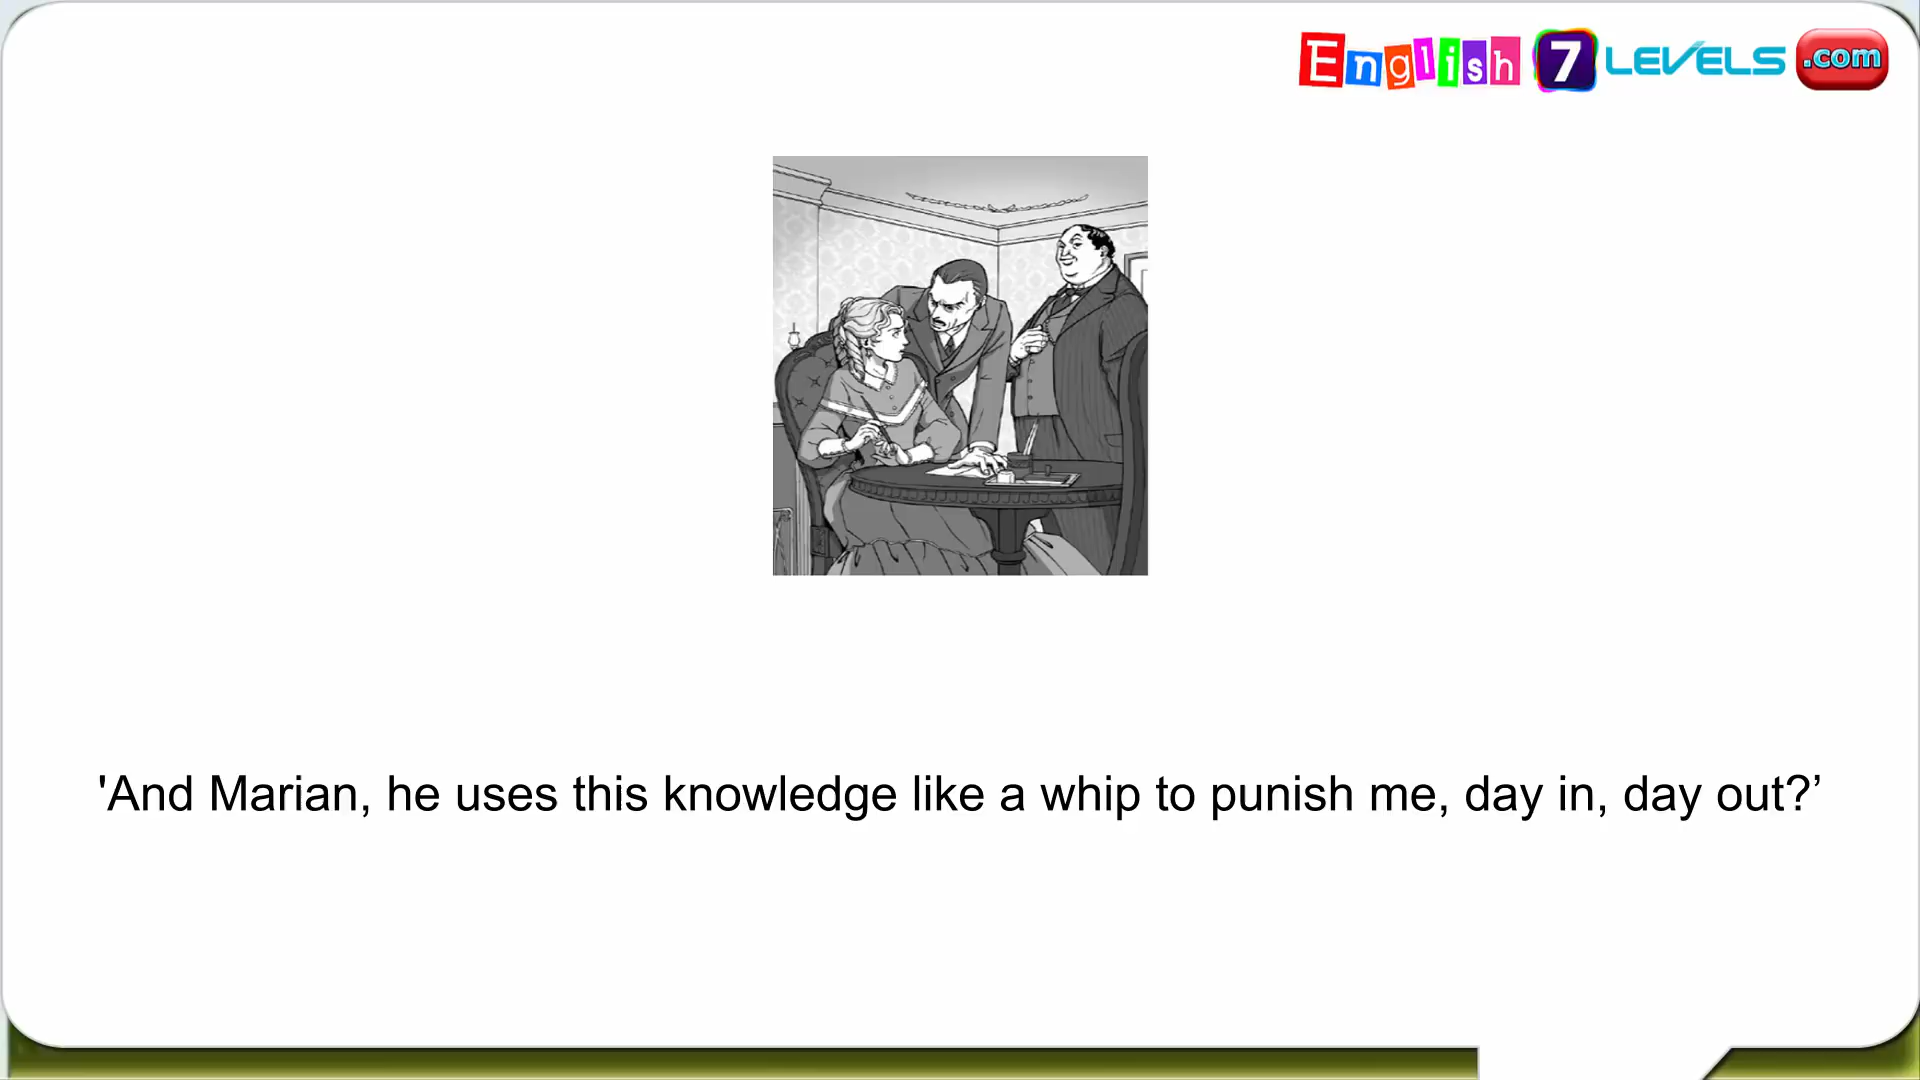 English 7 LEVELS .com
'And Marian, he uses this knowledge like a whip to punish me, day in, day out?’